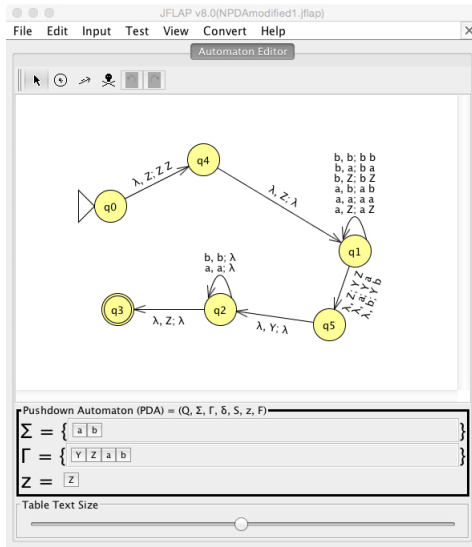 JFLAP v8.0(NPDAmodified1.jflap)
File Edit Input Test View Convert Help
Automaton Editor
q4
λ, Z; Z Z
q0
λ, Z; λ
b, b; b b
b, a; b a
b, Z; b Z
a, b; a b
a, a; a a
a, Z; a Z
q1
λ, Z; Y Z
λ, a; Y a
λ, b; Y b
b, b; λ
a, a; λ
q3
λ, Z; λ
q2
λ, Y; λ
q5
Pushdown Automaton (PDA) = (Q, Σ, Γ, δ, S, z, F)
Σ = { a b }
Γ = { Y Z a b }
z = Z
Table Text Size